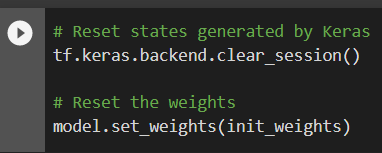 # Reset states generated by Keras
tf.keras.backend.clear_session()
# Reset the weights
model.set_weights(init_weights)